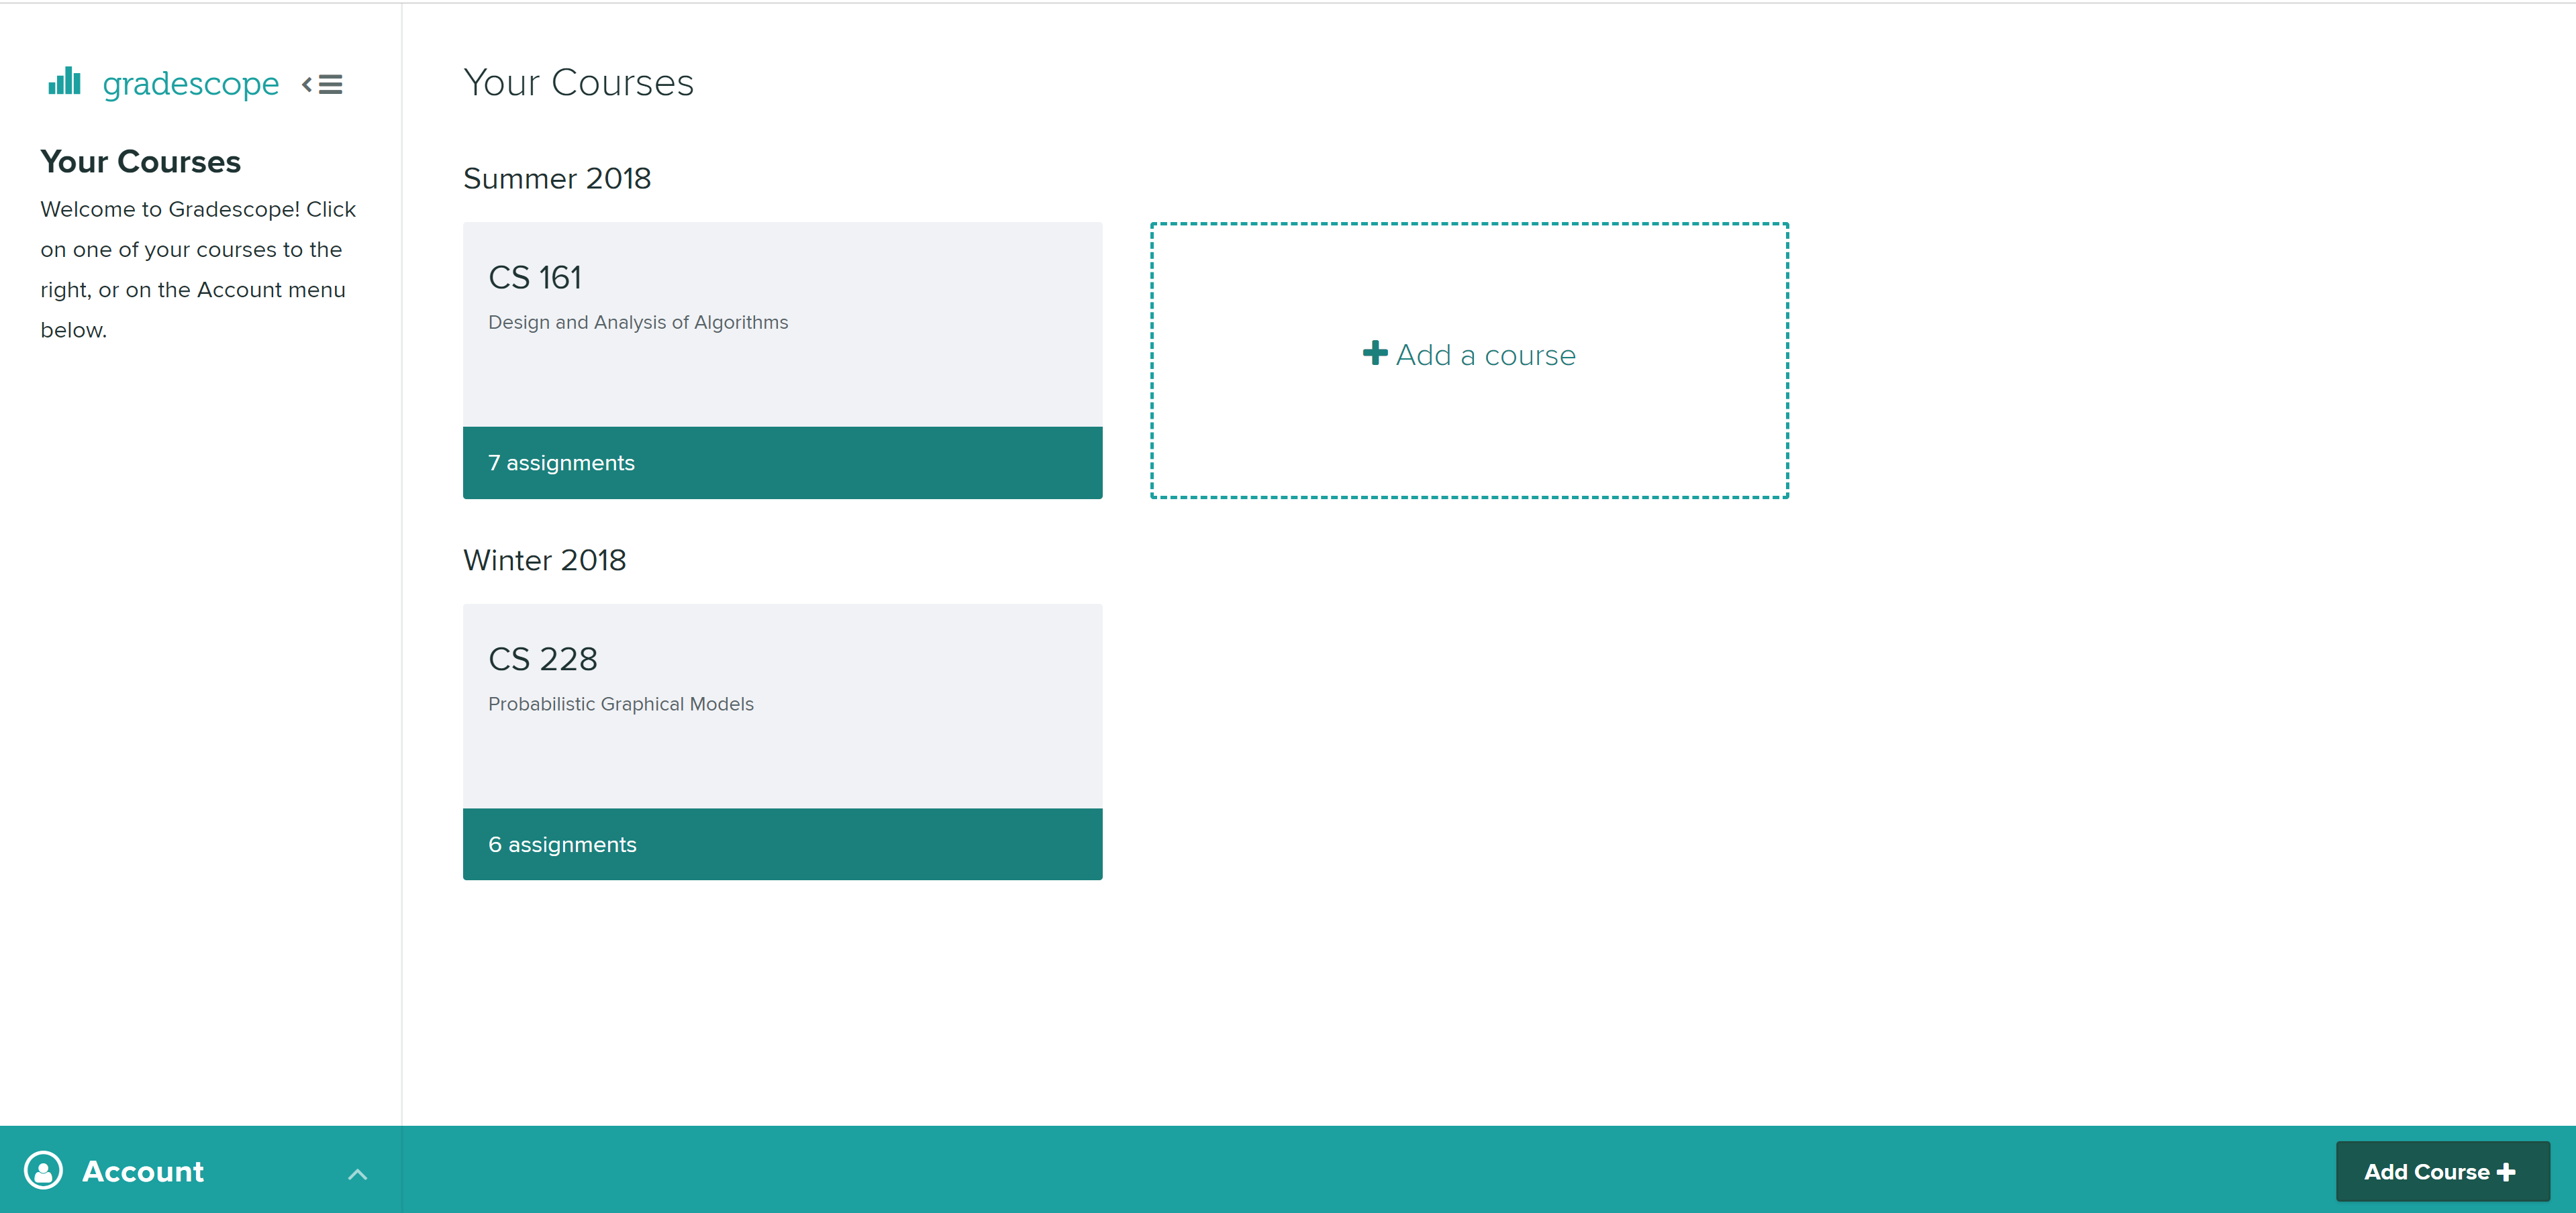 gradescope
Your Courses
Welcome to Gradescope! Click
on one of your courses to the
right, or on the Account menu
below.
Your Courses
Summer 2018
CS 161
Design and Analysis of Algorithms
7 assignments
Add a course
Winter 2018
CS 228
Probabilistic Graphical Models
6 assignments
Account
Add Course